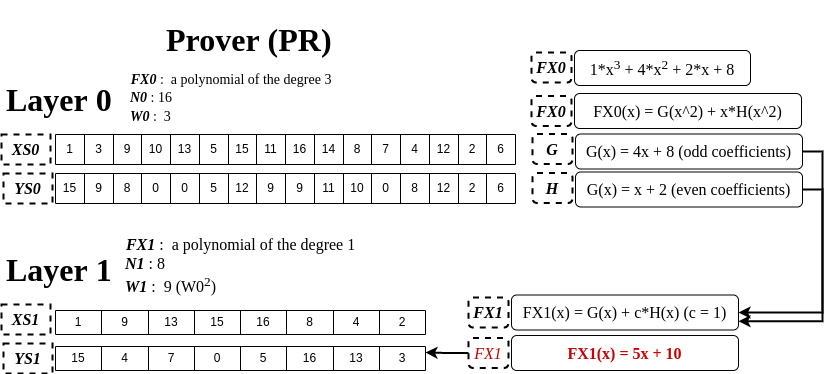 Prover (PR)
Layer 0
FX0 : a polynomial of the degree 3
N0 : 16
W0 : 3
XS0 1 3 9 10 13 5 15 11 16 14 8 7 4 12 2 6
YS0 15 9 8 0 0 5 12 9 9 11 10 0 8 12 2 6
FX0 1*x³ + 4*x² + 2*x + 8
FX0 FX0(x) = G(x^2) + x*H(x^2)
G G(x) = 4x + 8 (odd coefficients)
H G(x) = x + 2 (even coefficients)
Layer 1
FX1 : a polynomial of the degree 1
N1 : 8
W1 : 9 (W0²)
XS1 1 9 13 15 16 8 4 2
YS1 15 4 7 0 5 16 13 3
FX1 FX1(x) = G(x) + c*H(x) (c = 1)
FX1 FX1(x) = 5x + 10